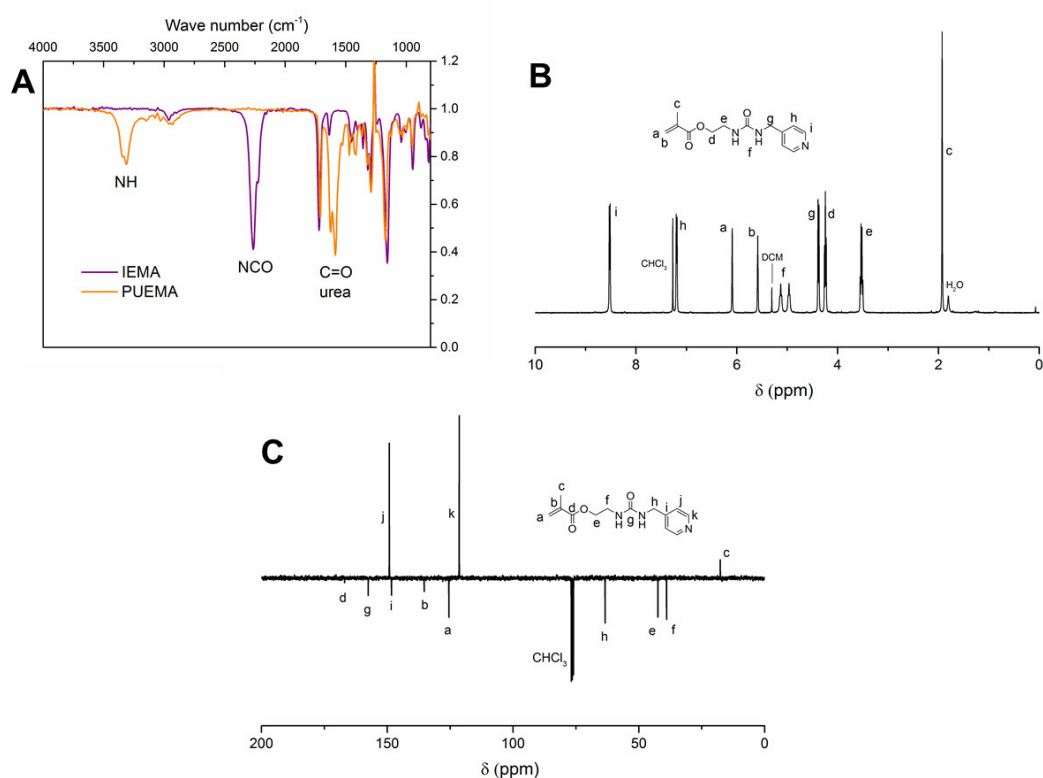 Wave number (cm⁻¹)
4000 3500 3000 2500 2000 1500 1000
A
1.2
1.0
0.8
0.6
0.4
0.2
0.0
NH
NCO
C=O
urea
IEMA
PUEMA
B
c
a
b
O
O
d
e
N
H
f
O
N
H
g
h
i
N
i
CHCl₃
h
a
b
DCM
f
g
d
e
c
H₂O
10 8 6 4 2 0
δ (ppm)
C
c
b
a
d
O
O
e
f
N
H
g
O
N
H
h
i
j
k
N
j
k
c
d
g
i
b
a
CHCl₃
h
e
f
200 150 100 50 0
δ (ppm)